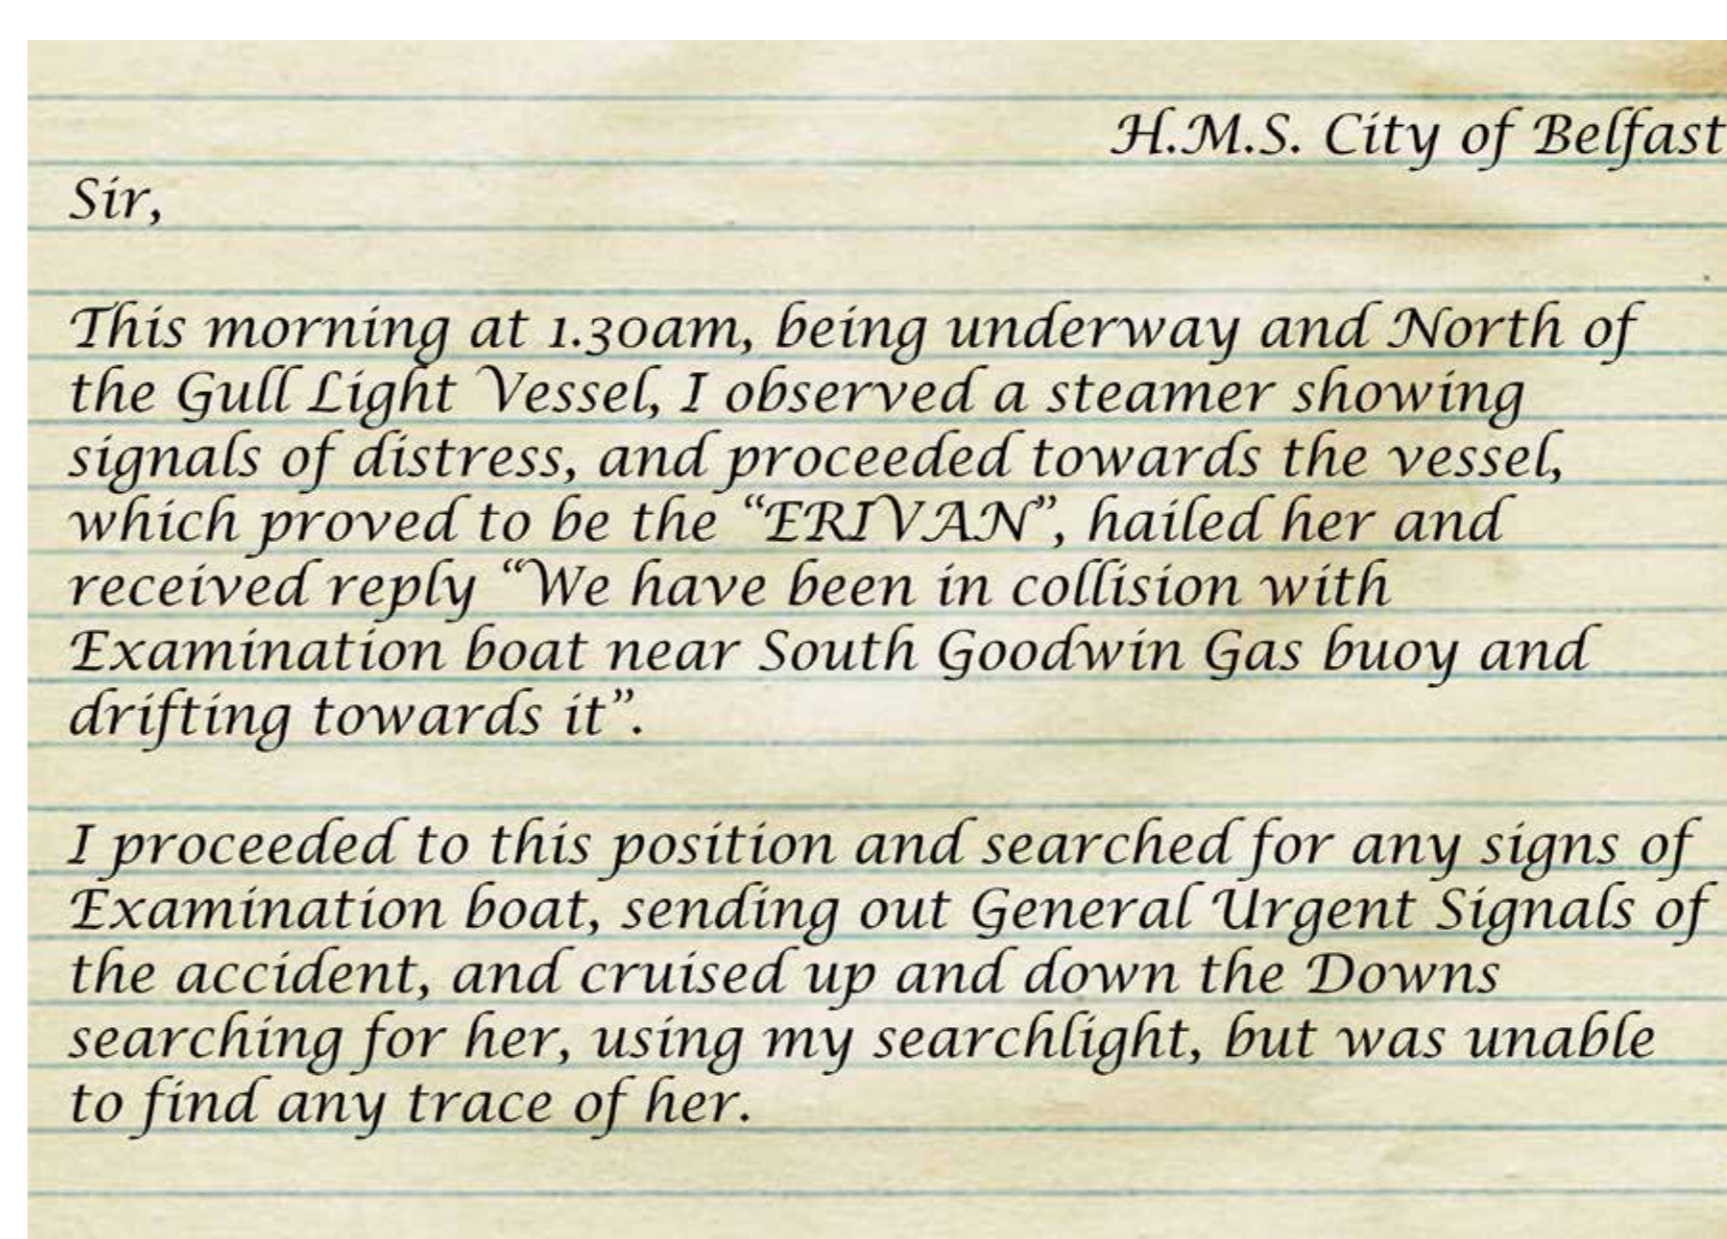 H.M.S. City of Belfast
Sir,
This morning at 1.30am, being underway and North of
the Gull Light Vessel, I observed a steamer showing
signals of distress, and proceeded towards the vessel,
which proved to be the “ERIVAN”, hailed her and
received reply “We have been in collision with
Examination boat near South Goodwin Gas buoy and
drifting towards it”.
I proceeded to this position and searched for any signs of
Examination boat, sending out General Urgent Signals of
the accident, and cruised up and down the Downs
searching for her, using my searchlight, but was unable
to find any trace of her.